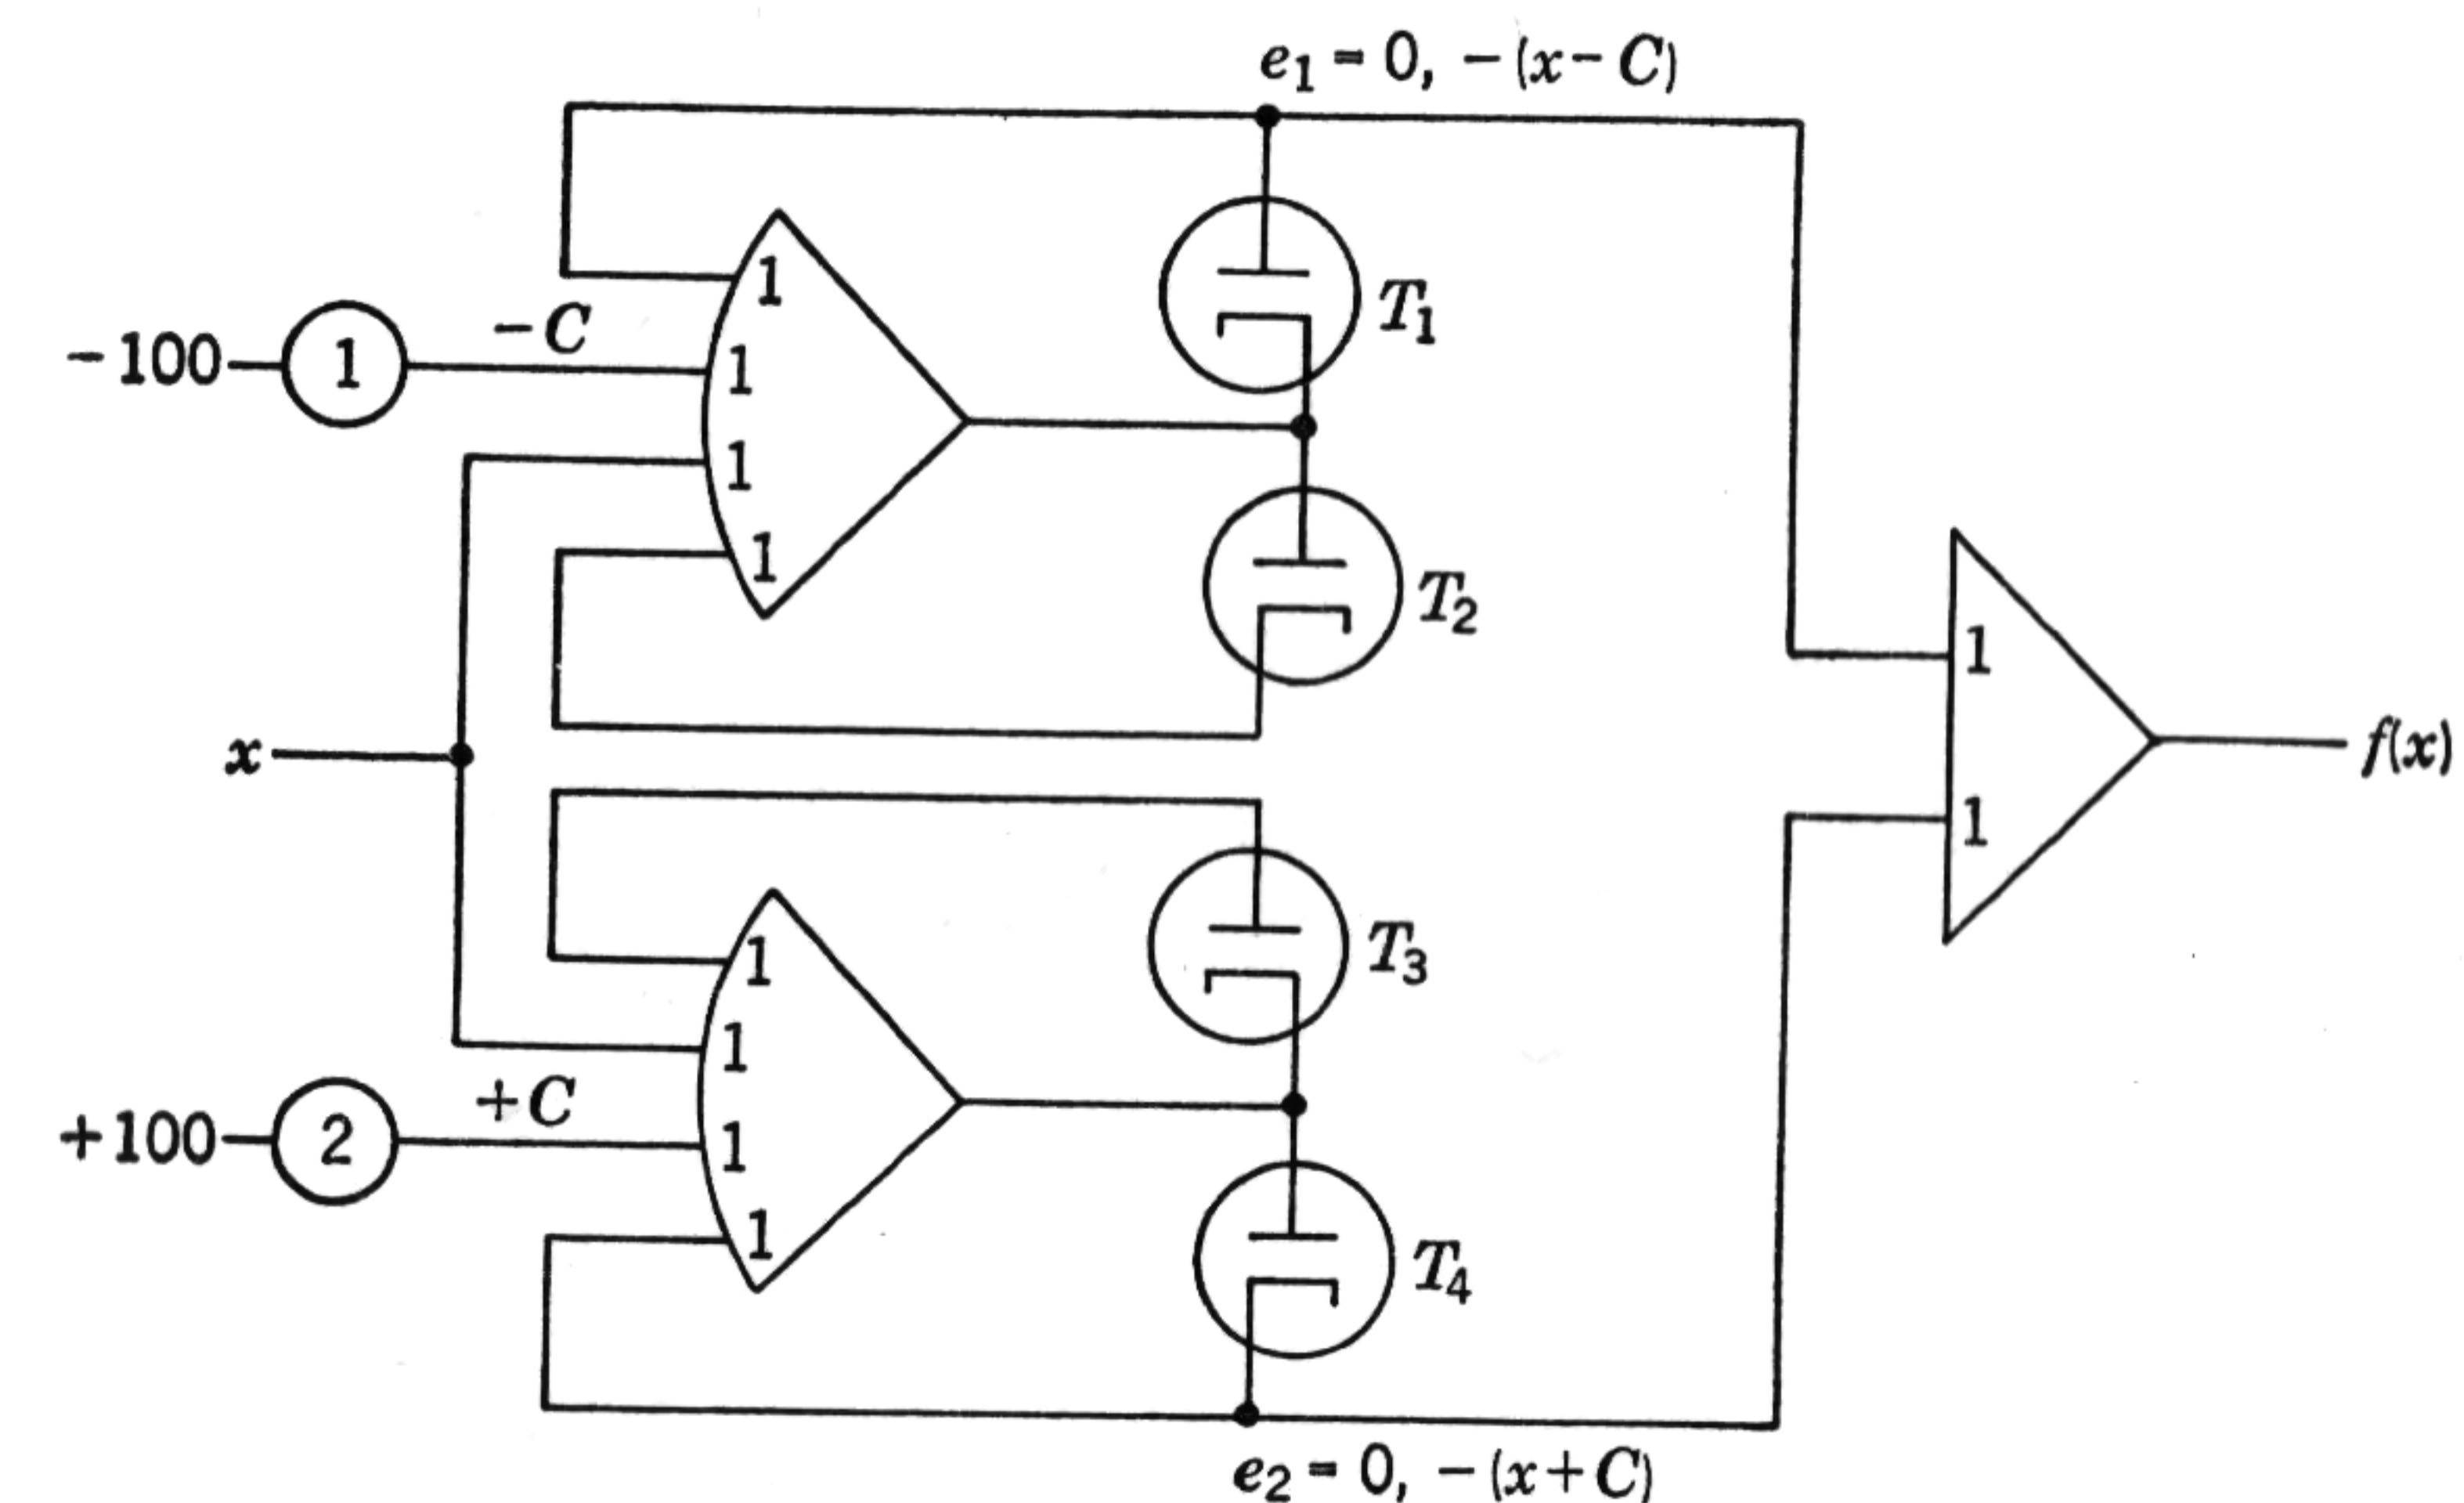 e₁ = 0, −(x−C)
1
T₁
−C
−100
1
1
1
1
T₂
1
f(x)
x
1
1
T₃
1
+C
+100
2
1
1
T₄
e₂ = 0, −(x+C)